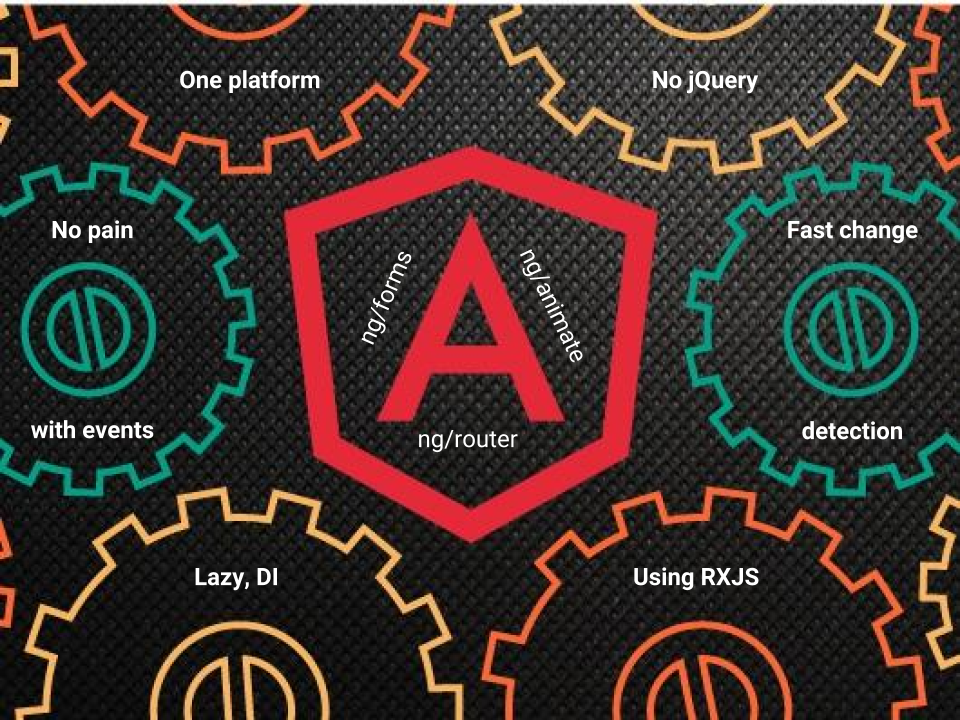 One platform
No jQuery
No pain
with events
ng/forms
A
ng/animate
ng/router
Fast change
detection
Lazy, DI
Using RXJS